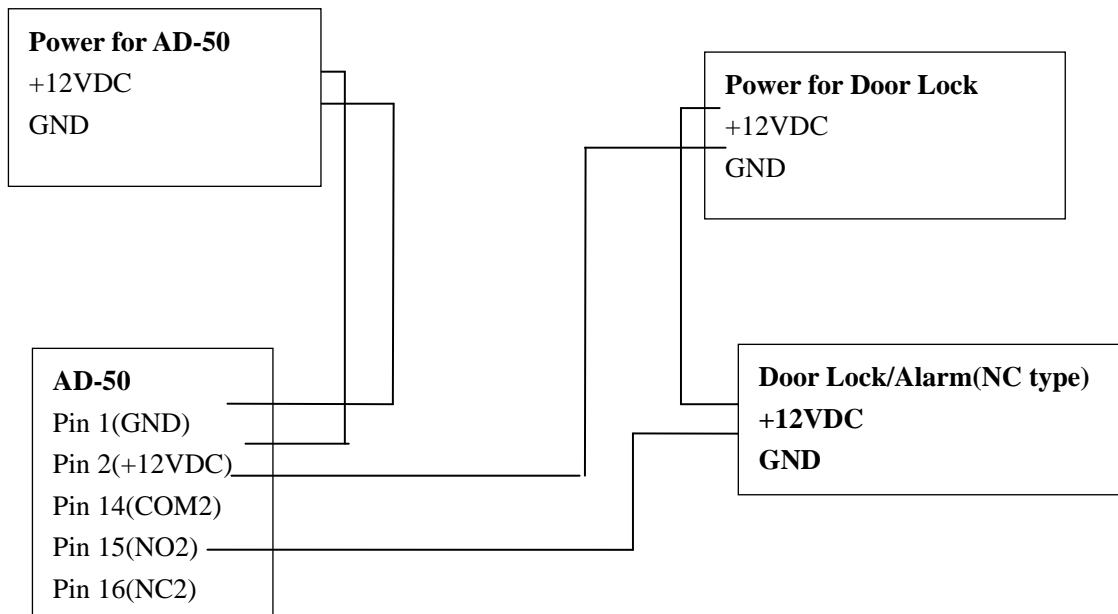 Power for AD-50
+12VDC
GND
Power for Door Lock
+12VDC
GND
AD-50
Pin 1(GND)
Pin 2(+12VDC)
Pin 14(COM2)
Pin 15(NO2)
Pin 16(NC2)
Door Lock/Alarm(NC type)
+12VDC
GND